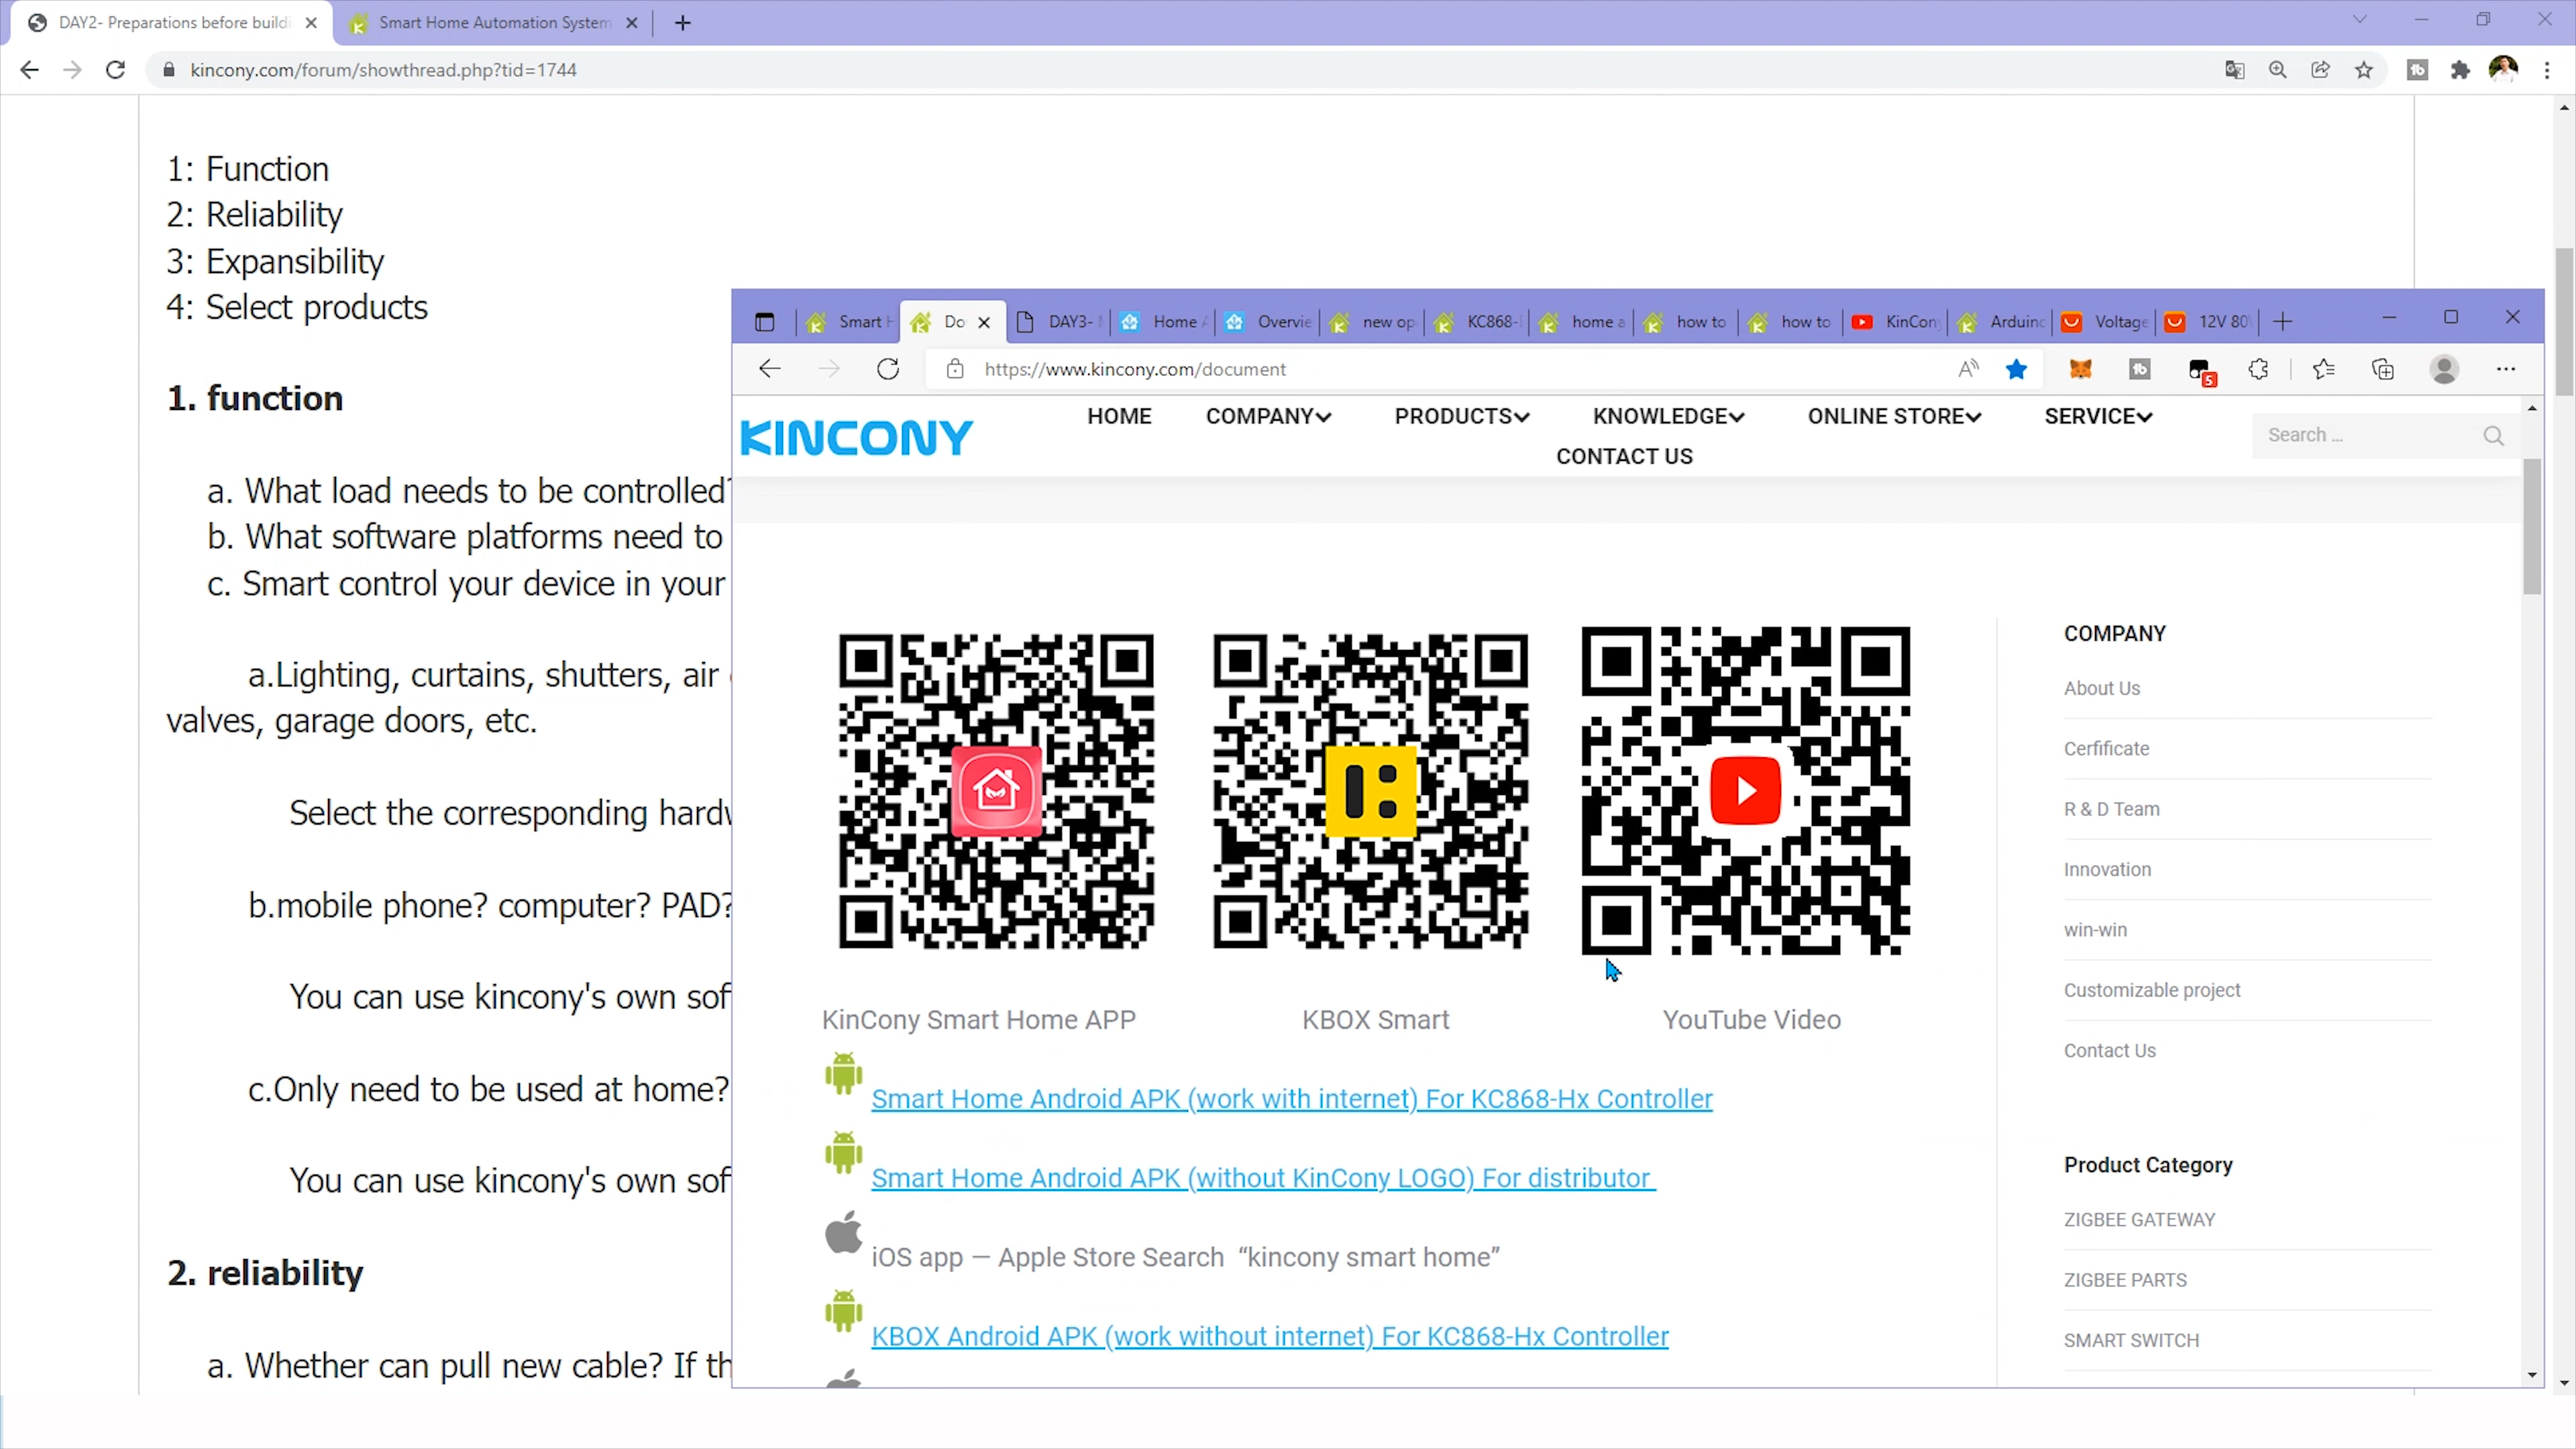 DAY2- Preparations before buildi
Smart Home Automation System
kincony.com/forum/showthread.php?tid=1744
1: Function
2: Reliability
3: Expansibility
4: Select products
1. function
a. What load needs to be controlled?
b. What software platforms need to
c. Smart control your device in your
a.Lighting, curtains, shutters, air
valves, garage doors, etc.
Select the corresponding hardw
b.mobile phone? computer? PAD?
You can use kincony's own sof
c.Only need to be used at home?
You can use kincony's own sof
2. reliability
a. Whether can pull new cable? If th
Smart H
Do
DAY3-
Home A
Overvie
new op
KC868-
home a
how to
how to
KinCon
Arduino
Voltage
12V 80
https://www.kincony.com/document
5
KINCONY
HOME
COMPANY
PRODUCTS
KNOWLEDGE
ONLINE STORE
SERVICE
CONTACT US
Search ...
KinCony Smart Home APP
KBOX Smart
YouTube Video
Smart Home Android APK (work with internet) For KC868-Hx Controller
Smart Home Android APK (without KinCony LOGO) For distributor
iOS app — Apple Store Search “kincony smart home”
KBOX Android APK (work without internet) For KC868-Hx Controller
COMPANY
About Us
Cerfificate
R & D Team
Innovation
win-win
Customizable project
Contact Us
Product Category
ZIGBEE GATEWAY
ZIGBEE PARTS
SMART SWITCH